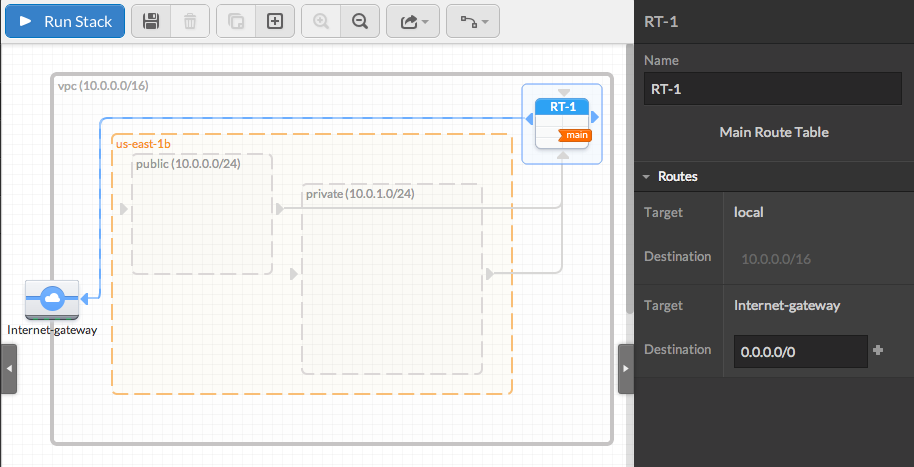 Run Stack
vpc (10.0.0.0/16)
RT-1
main
us-east-1b
public (10.0.0.0/24)
private (10.0.1.0/24)
Internet-gateway
RT-1
Name
RT-1
Main Route Table
Routes
Target local
Destination 10.0.0.0/16
Target Internet-gateway
Destination 0.0.0.0/0